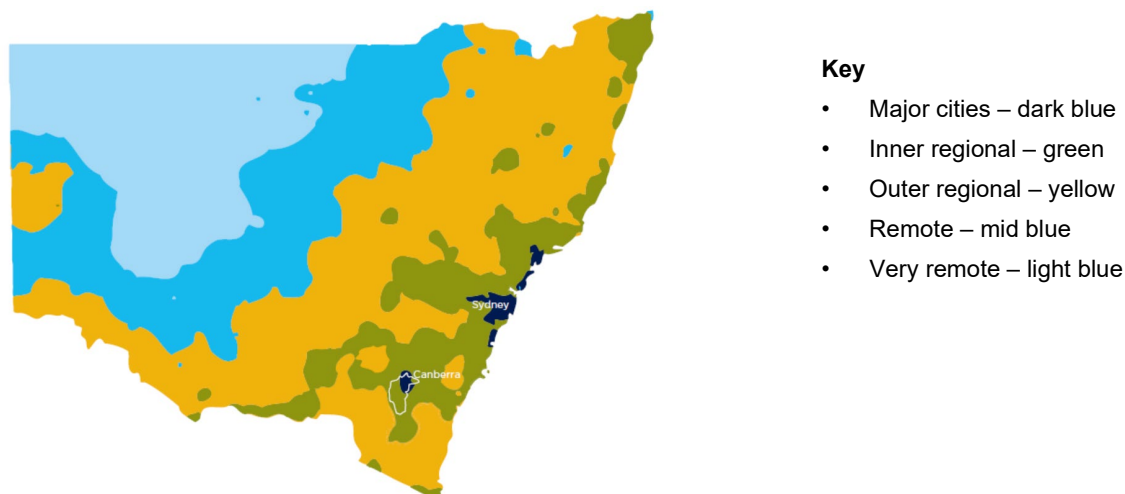 Key
• Major cities – dark blue
• Inner regional – green
• Outer regional – yellow
• Remote – mid blue
• Very remote – light blue
Sydney
Canberra